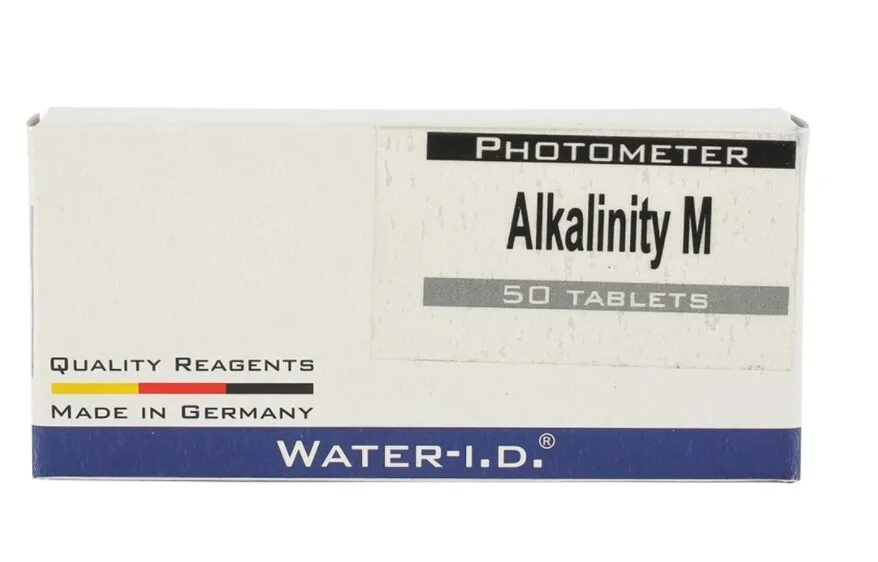 PHOTOMETER
Alkalinity M
50 TABLETS
QUALITY REAGENTS
MADE IN GERMANY
WATER-I.D.®